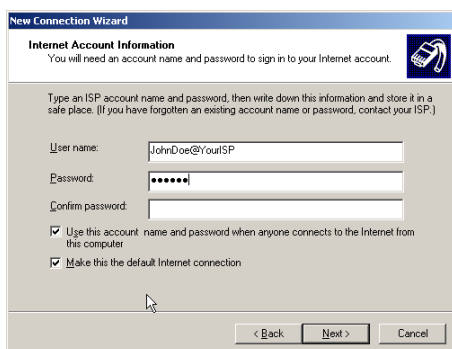 New Connection Wizard
Internet Account Information
You will need an account name and password to sign in to your Internet account.
Type an ISP account name and password, then write down this information and store it in a
safe place. (If you have forgotten an existing account name or password, contact your ISP.)
User name:
JohnDoe@YourISP
Password:
●●●●●●
Confirm password:
Use this account name and password when anyone connects to the Internet from
this computer
Make this the default Internet connection
< Back
Next >
Cancel